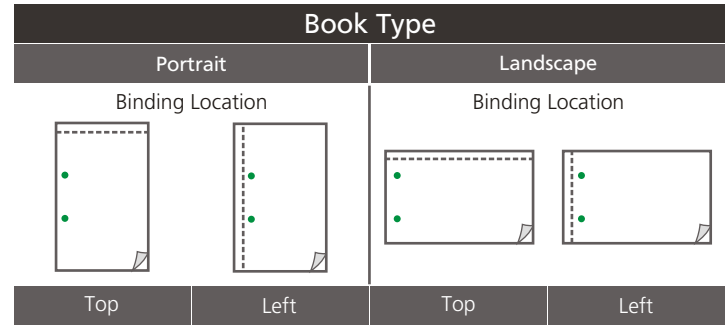 Book Type
Portrait
Landscape
Binding Location
Binding Location
Top
Left
Top
Left